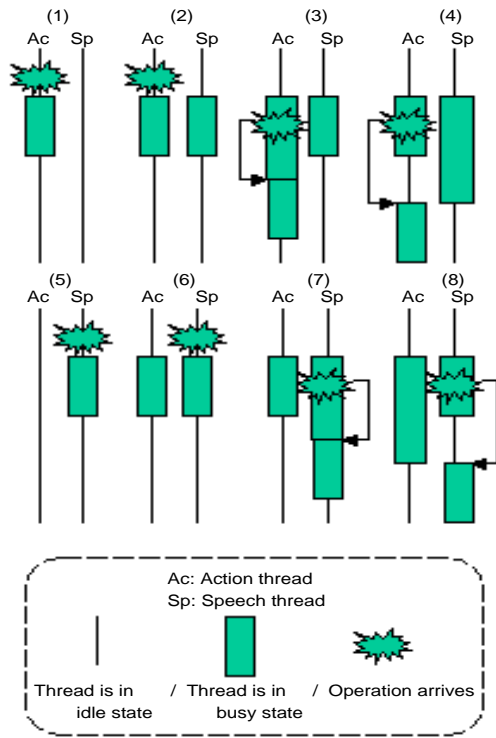 (1) (2) (3) (4)
Ac Sp Ac Sp Ac Sp Ac Sp
(5) (6) (7) (8)
Ac Sp Ac Sp Ac Sp Ac Sp
Ac: Action thread
Sp: Speech thread
Thread is in / Thread is in / Operation arrives
idle state busy state